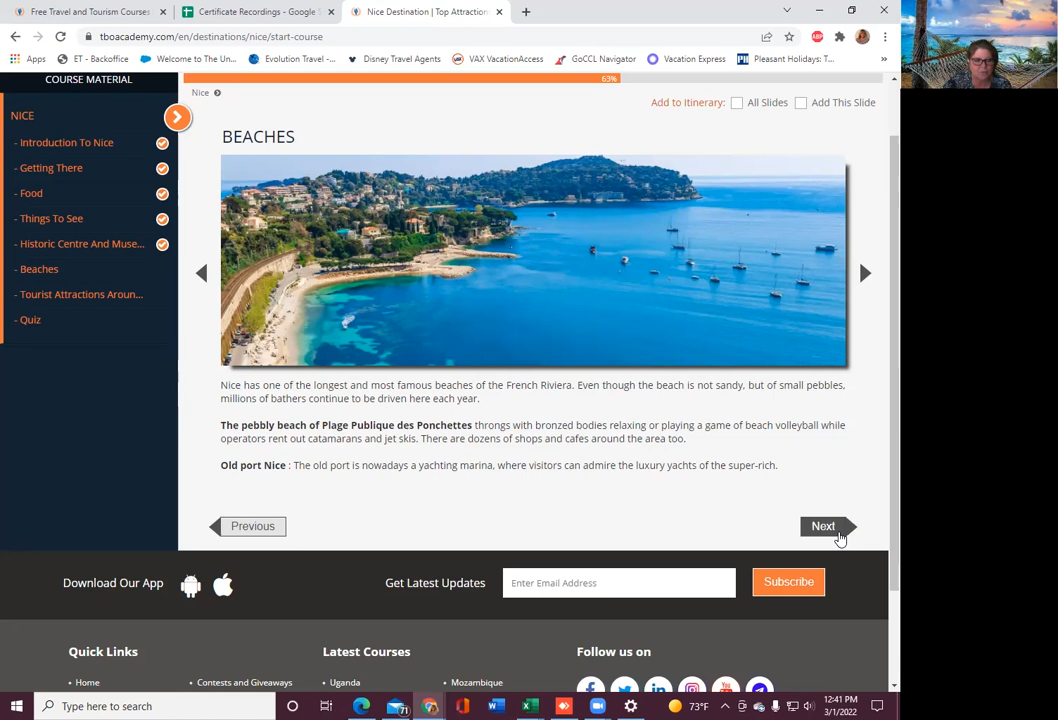 Free Travel and Tourism Courses
Certificate Recordings - Google S
Nice Destination | Top Attraction
tboacademy.com/en/destinations/nice/start-course
Apps
ET - Backoffice
Welcome to The Un...
Evolution Travel -...
Disney Travel Agents
VAX VacationAccess
GoCCL Navigator
Vacation Express
Pleasant Holidays: T...
COURSE MATERIAL
63%
NICE
Nice
Add to Itinerary:
All Slides
Add This Slide
- Introduction To Nice
- Getting There
- Food
- Things To See
- Historic Centre And Muse...
- Beaches
- Tourist Attractions Aroun...
- Quiz
BEACHES
Nice has one of the longest and most famous beaches of the French Riviera. Even though the beach is not sandy, but of small pebbles,
millions of bathers continue to be driven here each year.
The pebbly beach of Plage Publique des Ponchettes throngs with bronzed bodies relaxing or playing a game of beach volleyball while
operators rent out catamarans and jet skis. There are dozens of shops and cafes around the area too.
Old port Nice : The old port is nowadays a yachting marina, where visitors can admire the luxury yachts of the super-rich.
Previous
Next
Download Our App
Get Latest Updates
Enter Email Address
Subscribe
Quick Links
Latest Courses
Follow us on
• Home
• Contests and Giveaways
• Uganda
• Mozambique
Type here to search
71
73°F
12:41 PM
3/1/2022